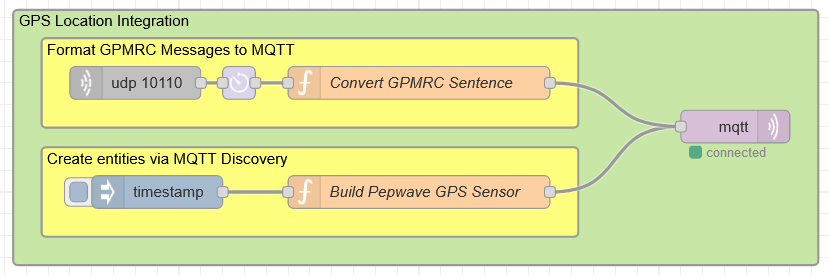 GPS Location Integration
Format GPMRC Messages to MQTT
udp 10110
Convert GPMRC Sentence
mqtt
connected
Create entities via MQTT Discovery
timestamp
Build Pepwave GPS Sensor